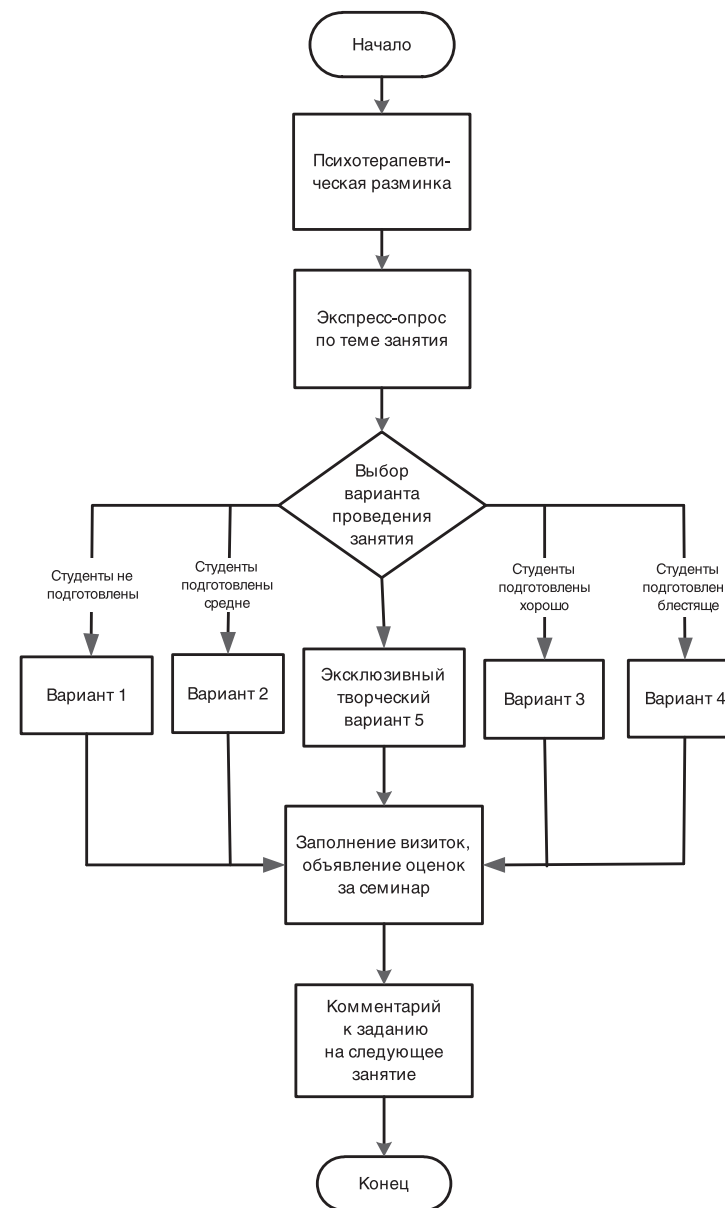 Начало
Психотерапевти-
ческая разминка
Экспресс-опрос
по теме занятия
Выбор
варианта
проведения
занятия
Студенты не
подготовлены
Студенты
подготовлены
средне
Студенты
подготовлены
хорошо
Студенты
подготовлен
блестяще
Вариант 1
Вариант 2
Эксклюзивный
творческий
вариант 5
Вариант 3
Вариант 4
Заполнение визиток,
объявление оценок
за семинар
Комментарий
к заданию
на следующее
занятие
Конец